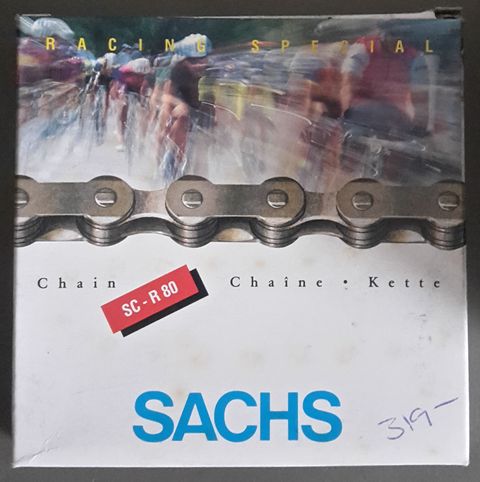 RACING SPECIAL
Chain Chaîne • Kette
SC-R 80
SACHS
319-